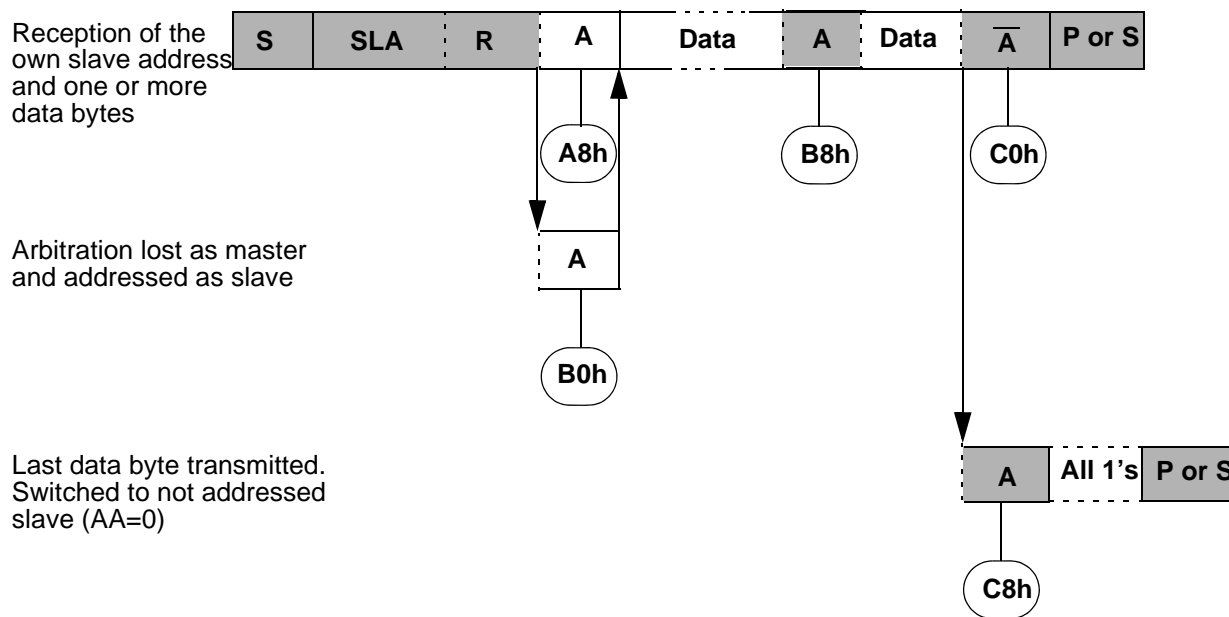 Reception of the
own slave address
and one or more
data bytes
S SLA R A Data A Data A̅ P or S
A8h B8h C0h
Arbitration lost as master
and addressed as slave
A
B0h
Last data byte transmitted.
Switched to not addressed
slave (AA=0)
A All 1's P or S
C8h